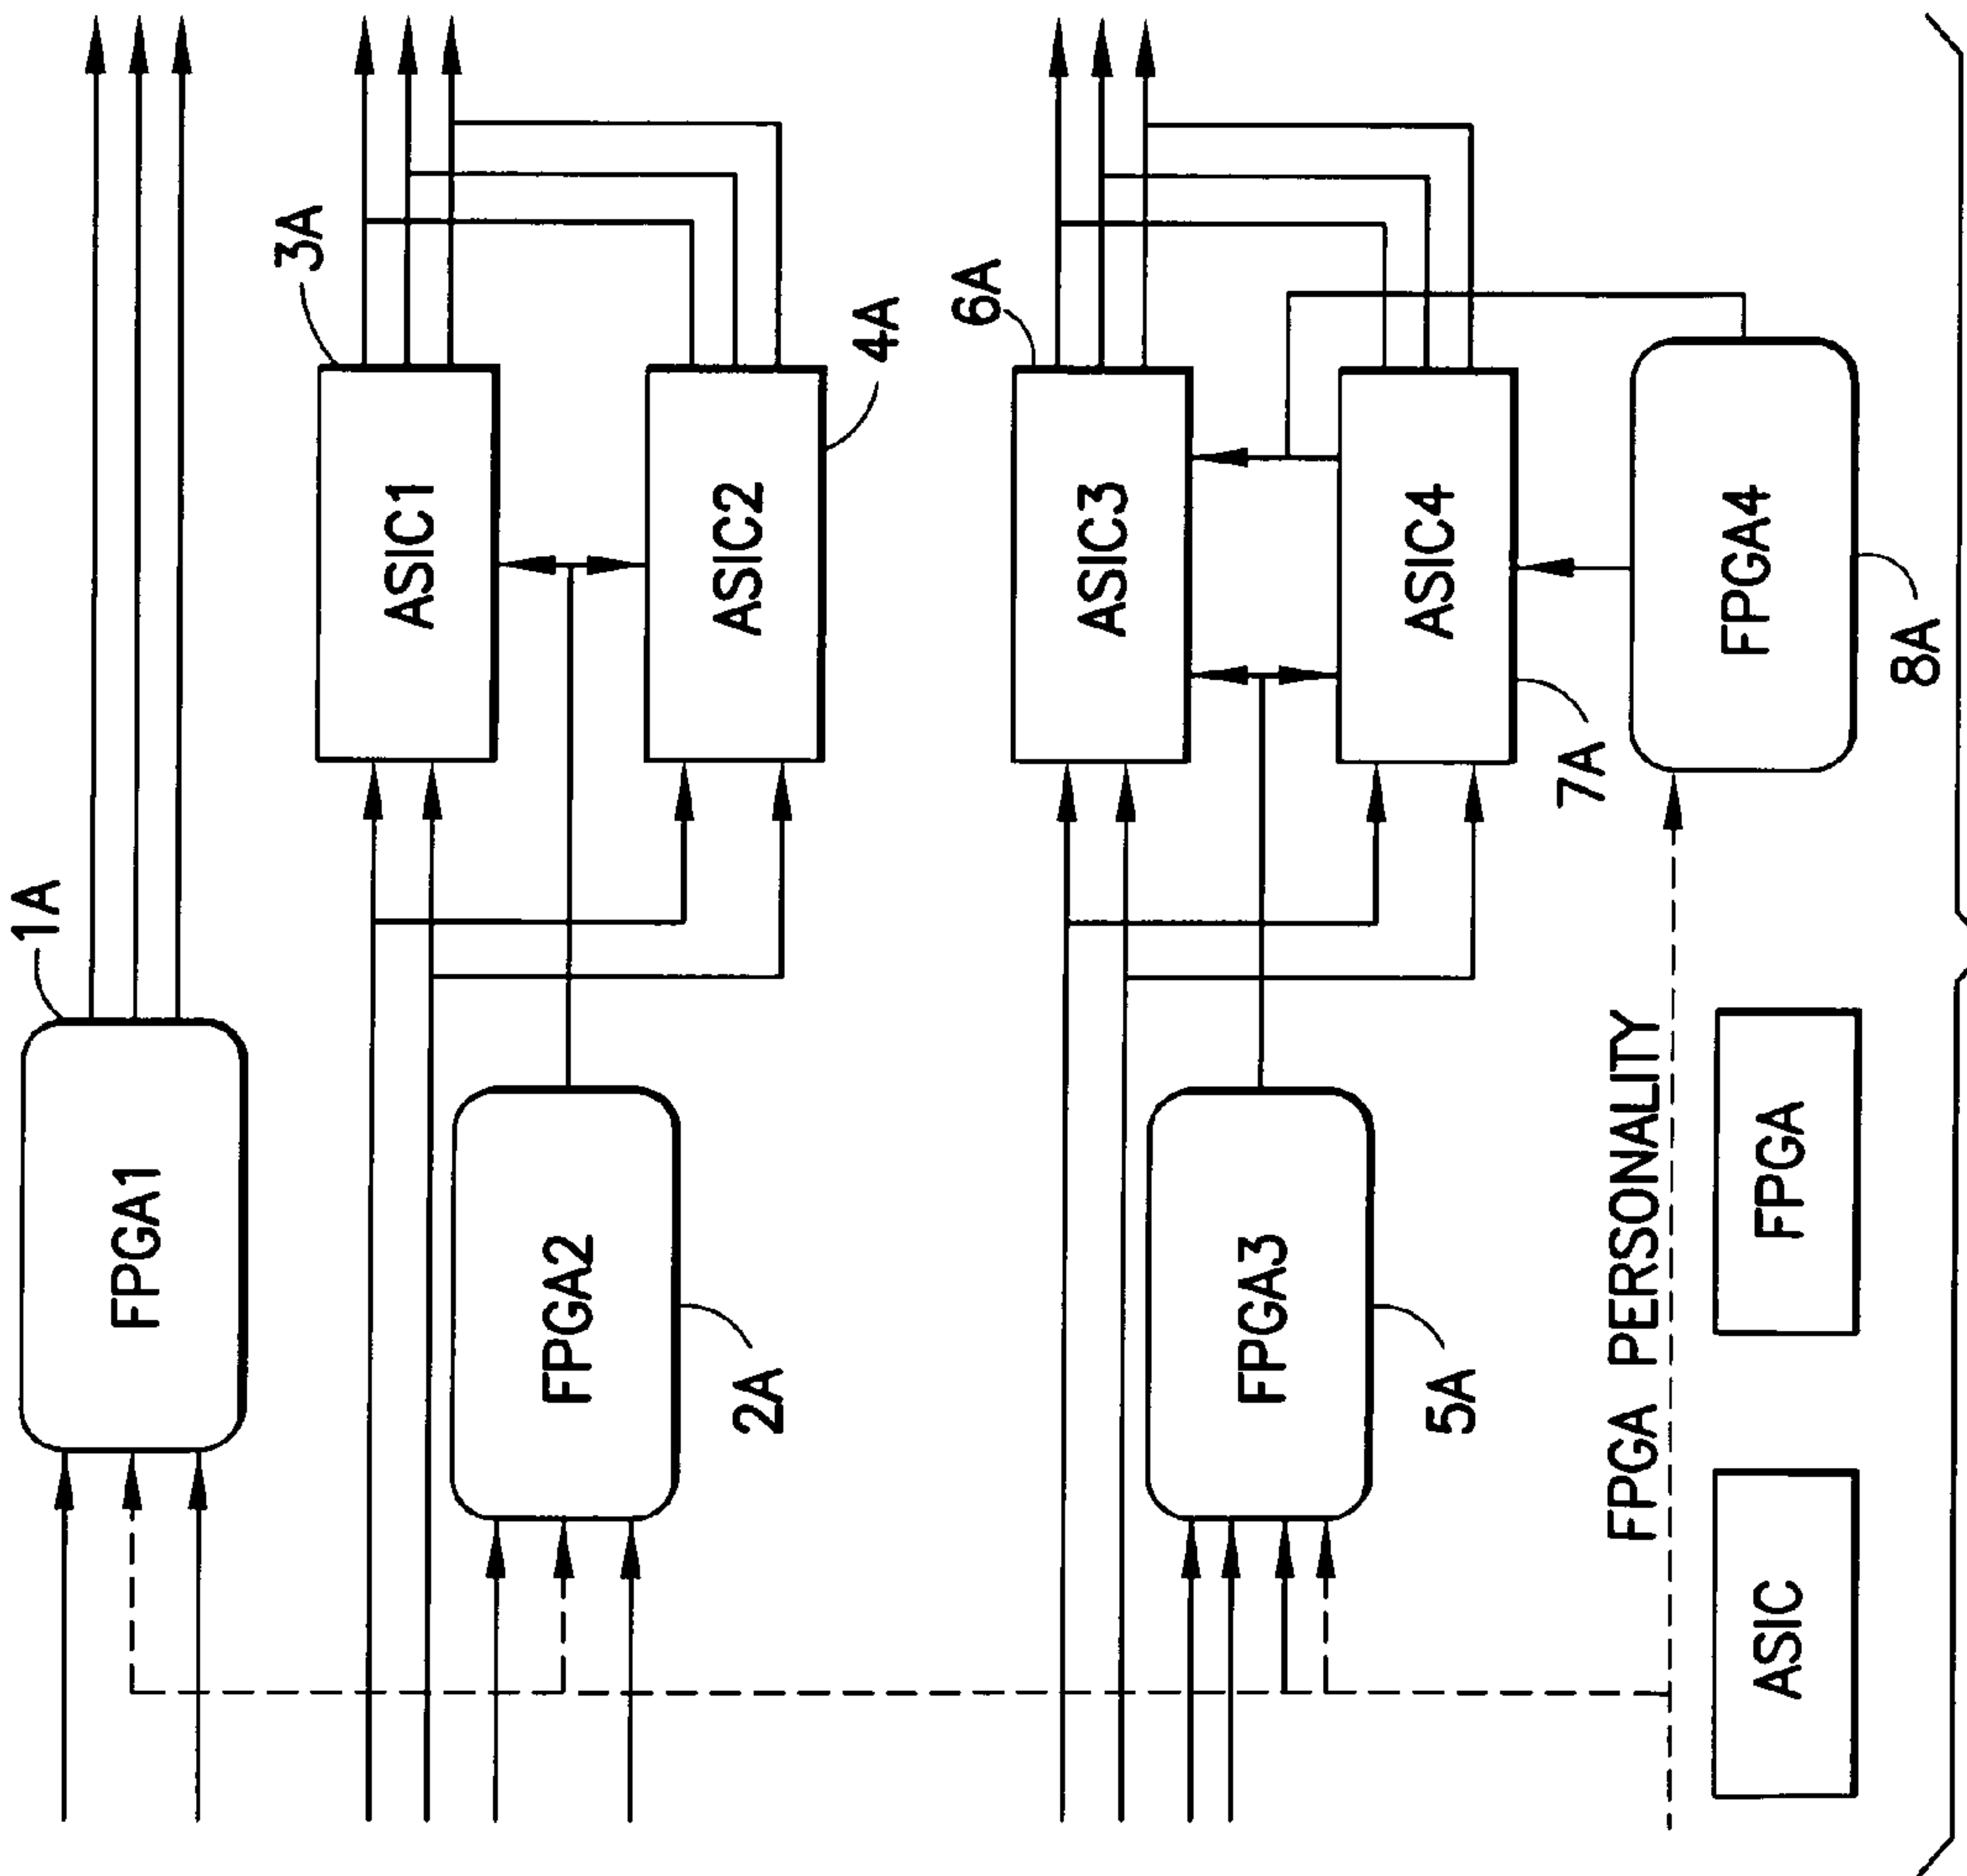 1A
FPGA1
3A
ASIC1
FPGA2
2A
ASIC2
4A
6A
ASIC3
FPGA3
5A
ASIC4
7A
FPGA PERSONALITY
FPGA4
8A
ASIC
FPGA